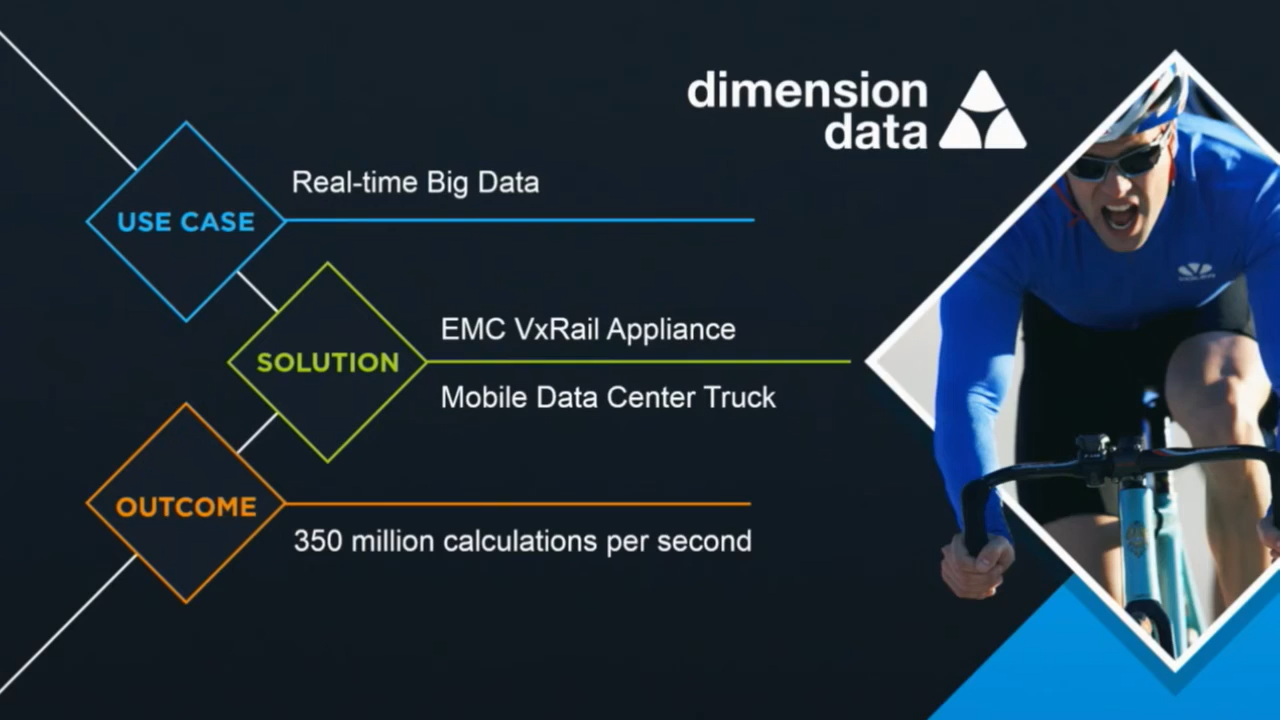 dimension
data
USE CASE
Real-time Big Data
SOLUTION
EMC VxRail Appliance
Mobile Data Center Truck
OUTCOME
350 million calculations per second